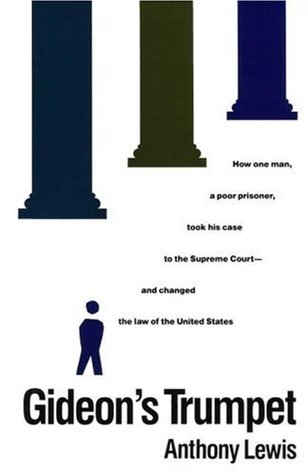 How one man,
a poor prisoner,
took his case
to the Supreme Court—
and changed
the law of the United States
Gideon's Trumpet
Anthony Lewis